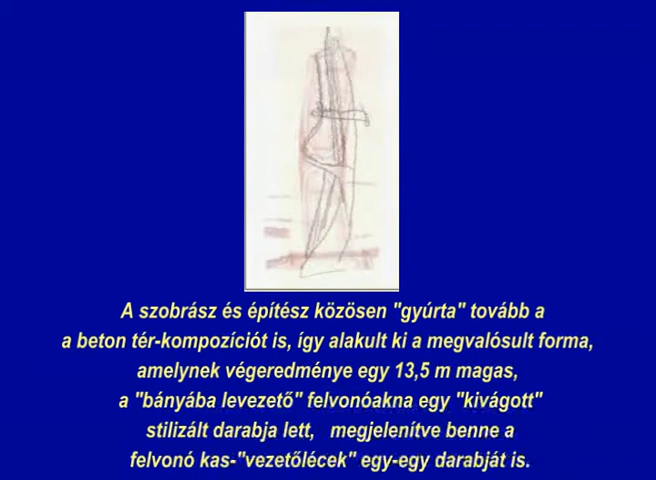 A szobrász és építész közösen "gyúrta" tovább a
a beton tér-kompozíciót is, így alakult ki a megvalósult forma,
amelynek végeredménye egy 13,5 m magas,
a "bányába levezető" felvonóakna egy "kivágott"
stilizált darabja lett, megjelenítve benne a
felvonó kas-"vezetőlécek" egy-egy darabját is.